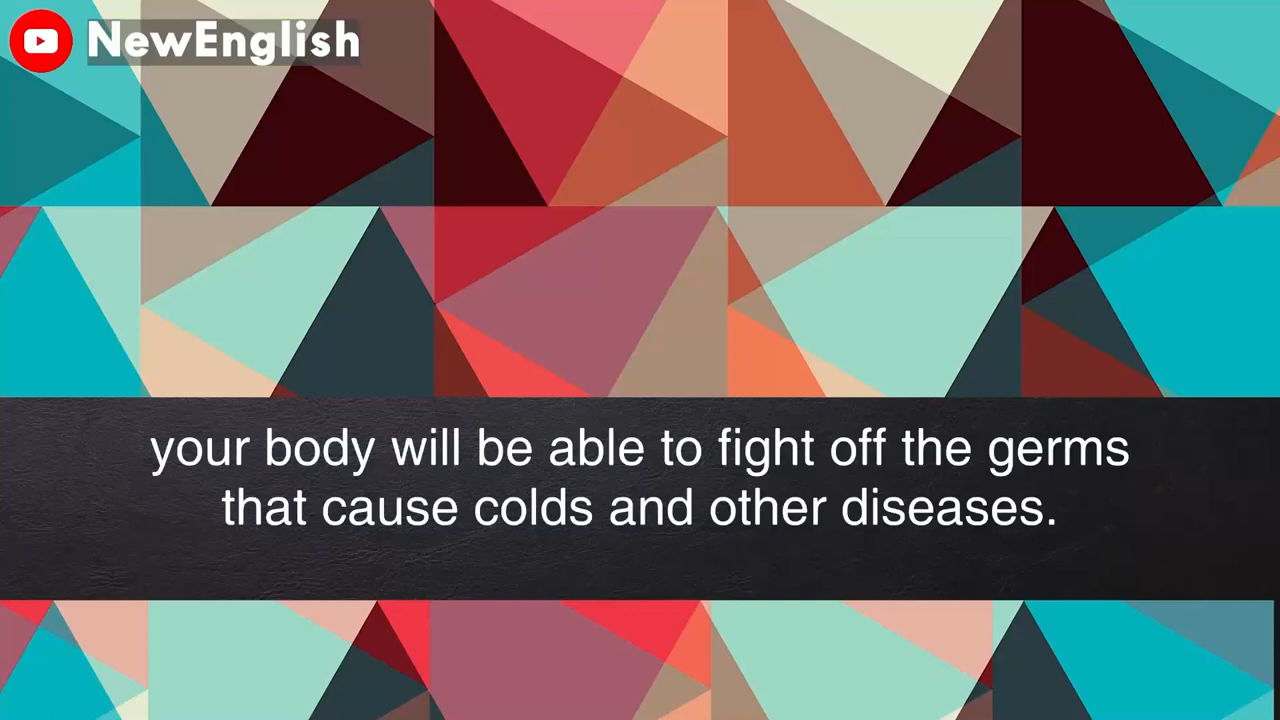 NewEnglish
your body will be able to fight off the germs
that cause colds and other diseases.